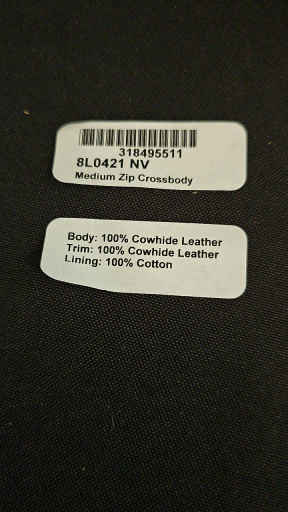 318495511
8L0421 NV
Medium Zip Crossbody
Body: 100% Cowhide Leather
Trim: 100% Cowhide Leather
Lining: 100% Cotton